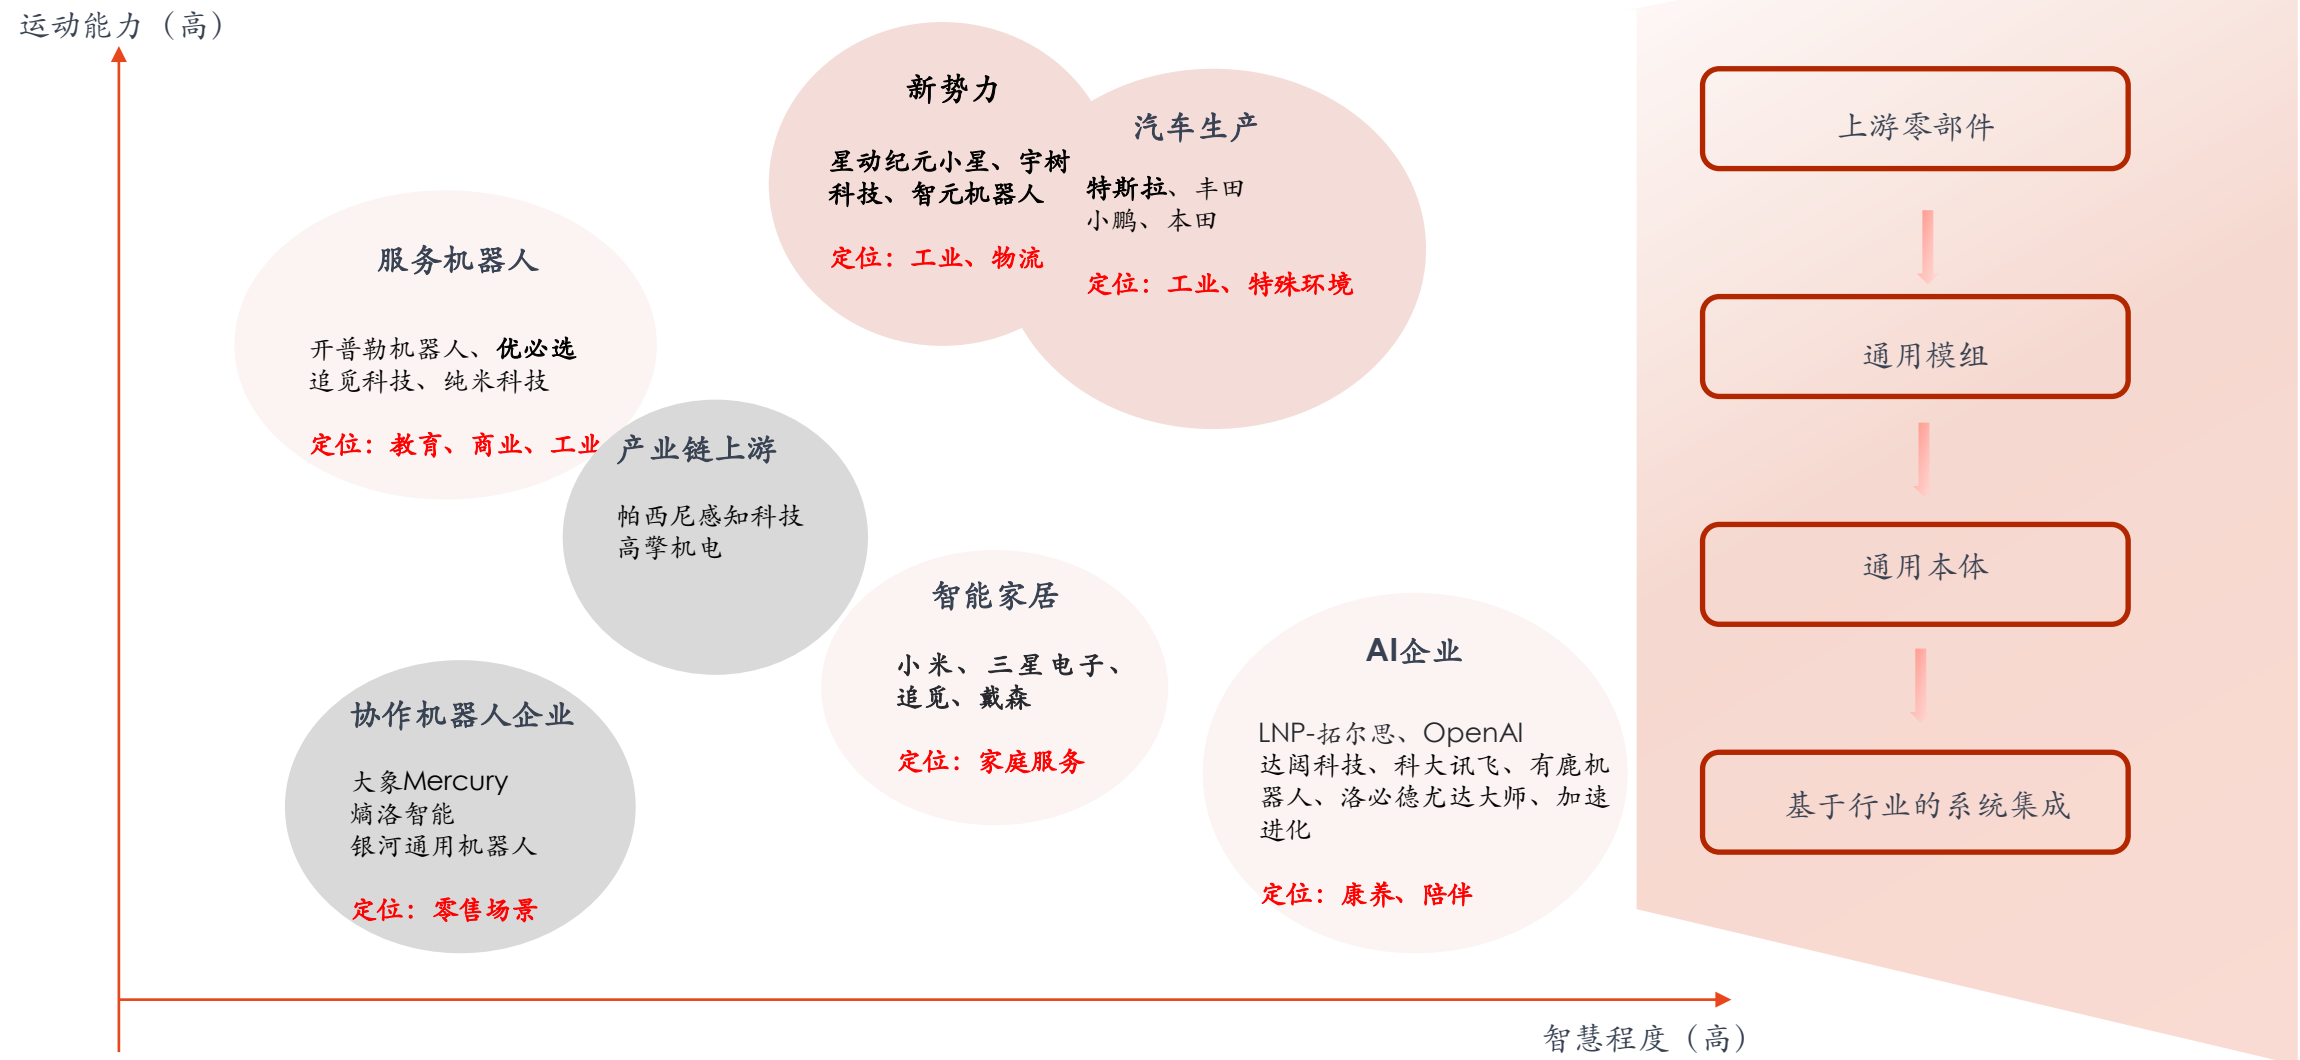 运动能力（高）
新势力
星动纪元小星、宇树
科技、智元机器人
定位：工业、物流
汽车生产
特斯拉、丰田
小鹏、本田
定位：工业、特殊环境
服务机器人
开普勒机器人、优必选
追觅科技、纯米科技
定位：教育、商业、工业
产业链上游
帕西尼感知科技
高擎机电
智能家居
小米、三星电子、
追觅、戴森
定位：家庭服务
AI企业
LNP-拓尔思、OpenAI
达闼科技、科大讯飞、有鹿机
器人、洛必德尤达大师、加速
进化
定位：康养、陪伴
协作机器人企业
大象Mercury
熵洛智能
银河通用机器人
定位：零售场景
智慧程度（高）
上游零部件
通用模组
通用本体
基于行业的系统集成